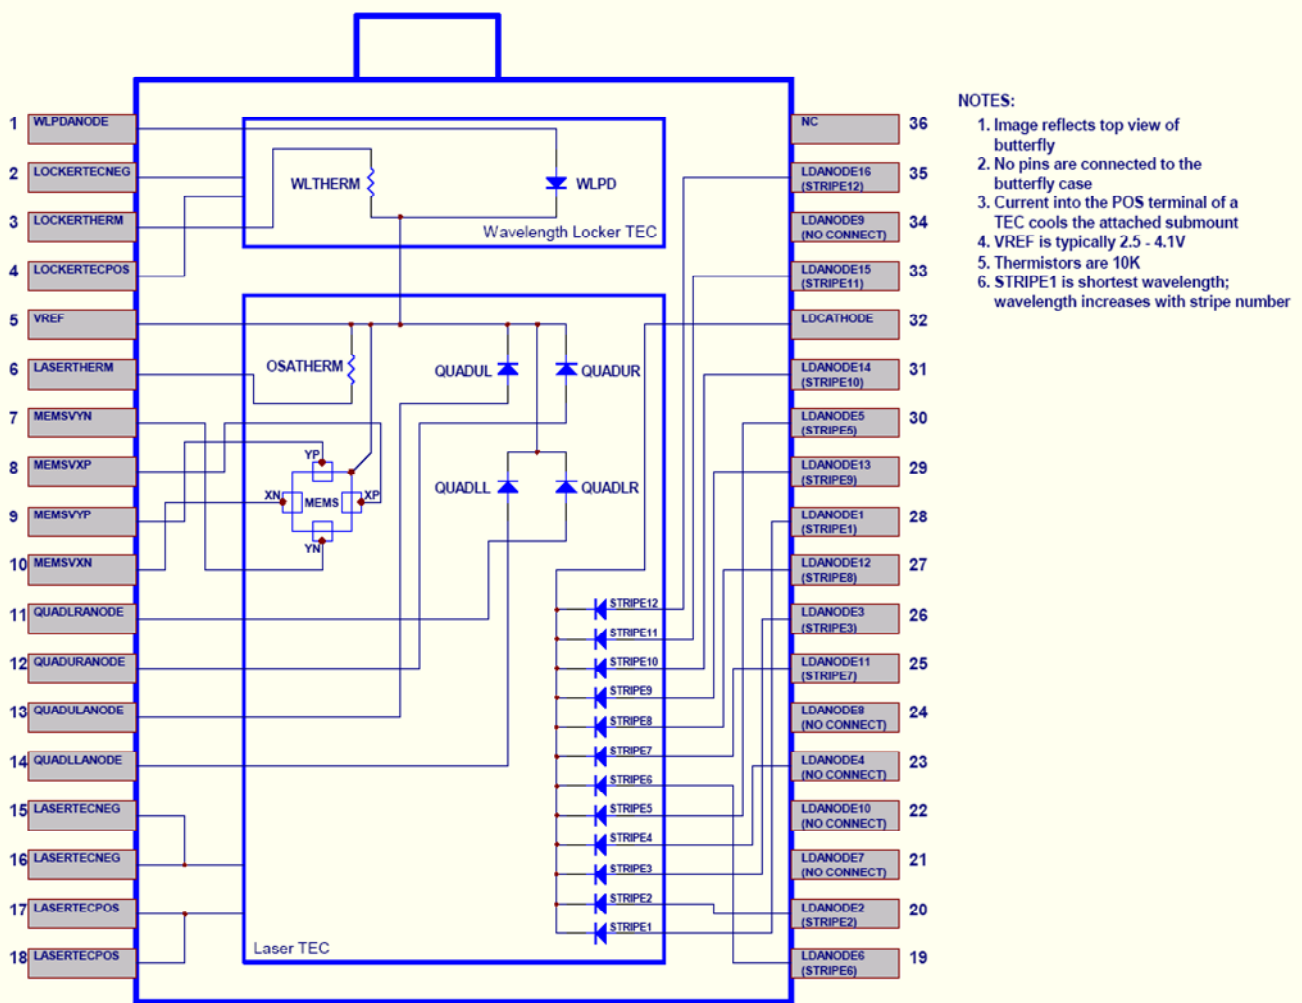 1 WLPDANODE
2 LOCKERTECNEG
3 LOCKERTHERM
4 LOCKERTECPOS
5 VREF
6 LASERTHERM
7 MEMSVYN
8 MEMSVXP
9 MEMSVYP
10 MEMSVXN
11 QUADLRANODE
12 QUADURANODE
13 QUADULANODE
14 QUADLLANODE
15 LASERTECNEG
16 LASERTECNEG
17 LASERTECPOS
18 LASERTECPOS
WLTHERM
WLPD
Wavelength Locker TEC
OSATHERM
QUADUL
QUADUR
QUADLL
QUADLR
YP
XN
MEMS
XP
YN
STRIPE12
STRIPE11
STRIPE10
STRIPE9
STRIPE8
STRIPE7
STRIPE6
STRIPE5
STRIPE4
STRIPE3
STRIPE2
STRIPE1
Laser TEC
NC 36
LDANODE16 35
(STRIPE12)
LDANODE9 34
(NO CONNECT)
LDANODE15 33
(STRIPE11)
LDCATHODE 32
LDANODE14 31
(STRIPE10)
LDANODE5 30
(STRIPE5)
LDANODE13 29
(STRIPE9)
LDANODE1 28
(STRIPE1)
LDANODE12 27
(STRIPE8)
LDANODE3 26
(STRIPE3)
LDANODE11 25
(STRIPE7)
LDANODE8 24
(NO CONNECT)
LDANODE4 23
(NO CONNECT)
LDANODE10 22
(NO CONNECT)
LDANODE7 21
(NO CONNECT)
LDANODE2 20
(STRIPE2)
LDANODE6 19
(STRIPE6)
NOTES:
1. Image reflects top view of
butterfly
2. No pins are connected to the
butterfly case
3. Current into the POS terminal of a
TEC cools the attached submount
4. VREF is typically 2.5 - 4.1V
5. Thermistors are 10K
6. STRIPE1 is shortest wavelength;
wavelength increases with stripe number